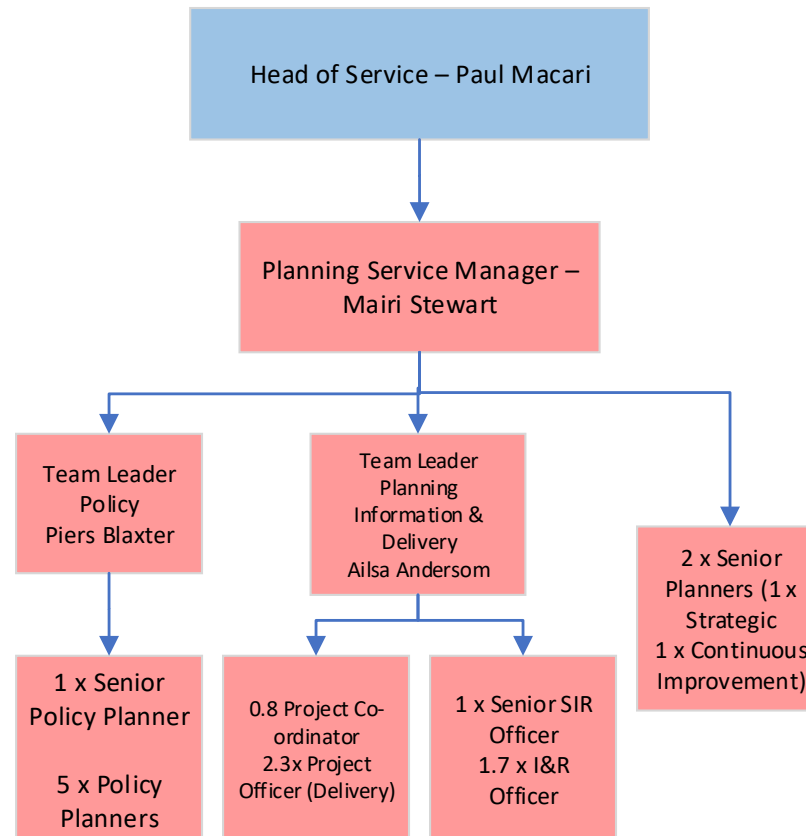 Head of Service – Paul Macari
Planning Service Manager –
Mairi Stewart
Team Leader
Policy
Piers Blaxter
Team Leader
Planning
Information &
Delivery
Ailsa Andersom
2 x Senior
Planners (1 x
Strategic
1 x Continuous
Improvement)
1 x Senior
Policy Planner
5 x Policy
Planners
0.8 Project Co-
ordinator
2.3x Project
Officer (Delivery)
1 x Senior SIR
Officer
1.7 x I&R
Officer